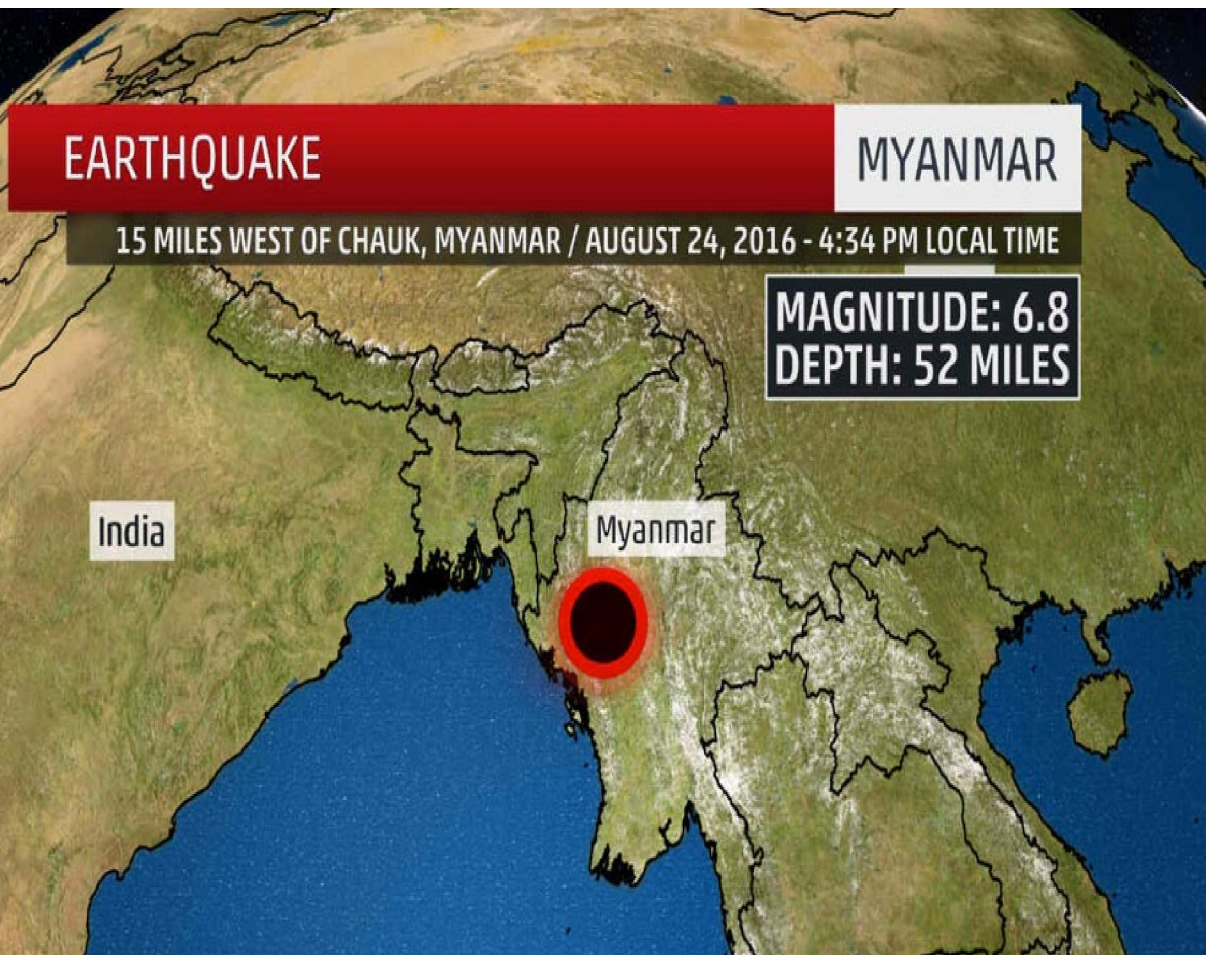 EARTHQUAKE
MYANMAR
15 MILES WEST OF CHAUK, MYANMAR / AUGUST 24, 2016 - 4:34 PM LOCAL TIME
MAGNITUDE: 6.8
DEPTH: 52 MILES
India
Myanmar